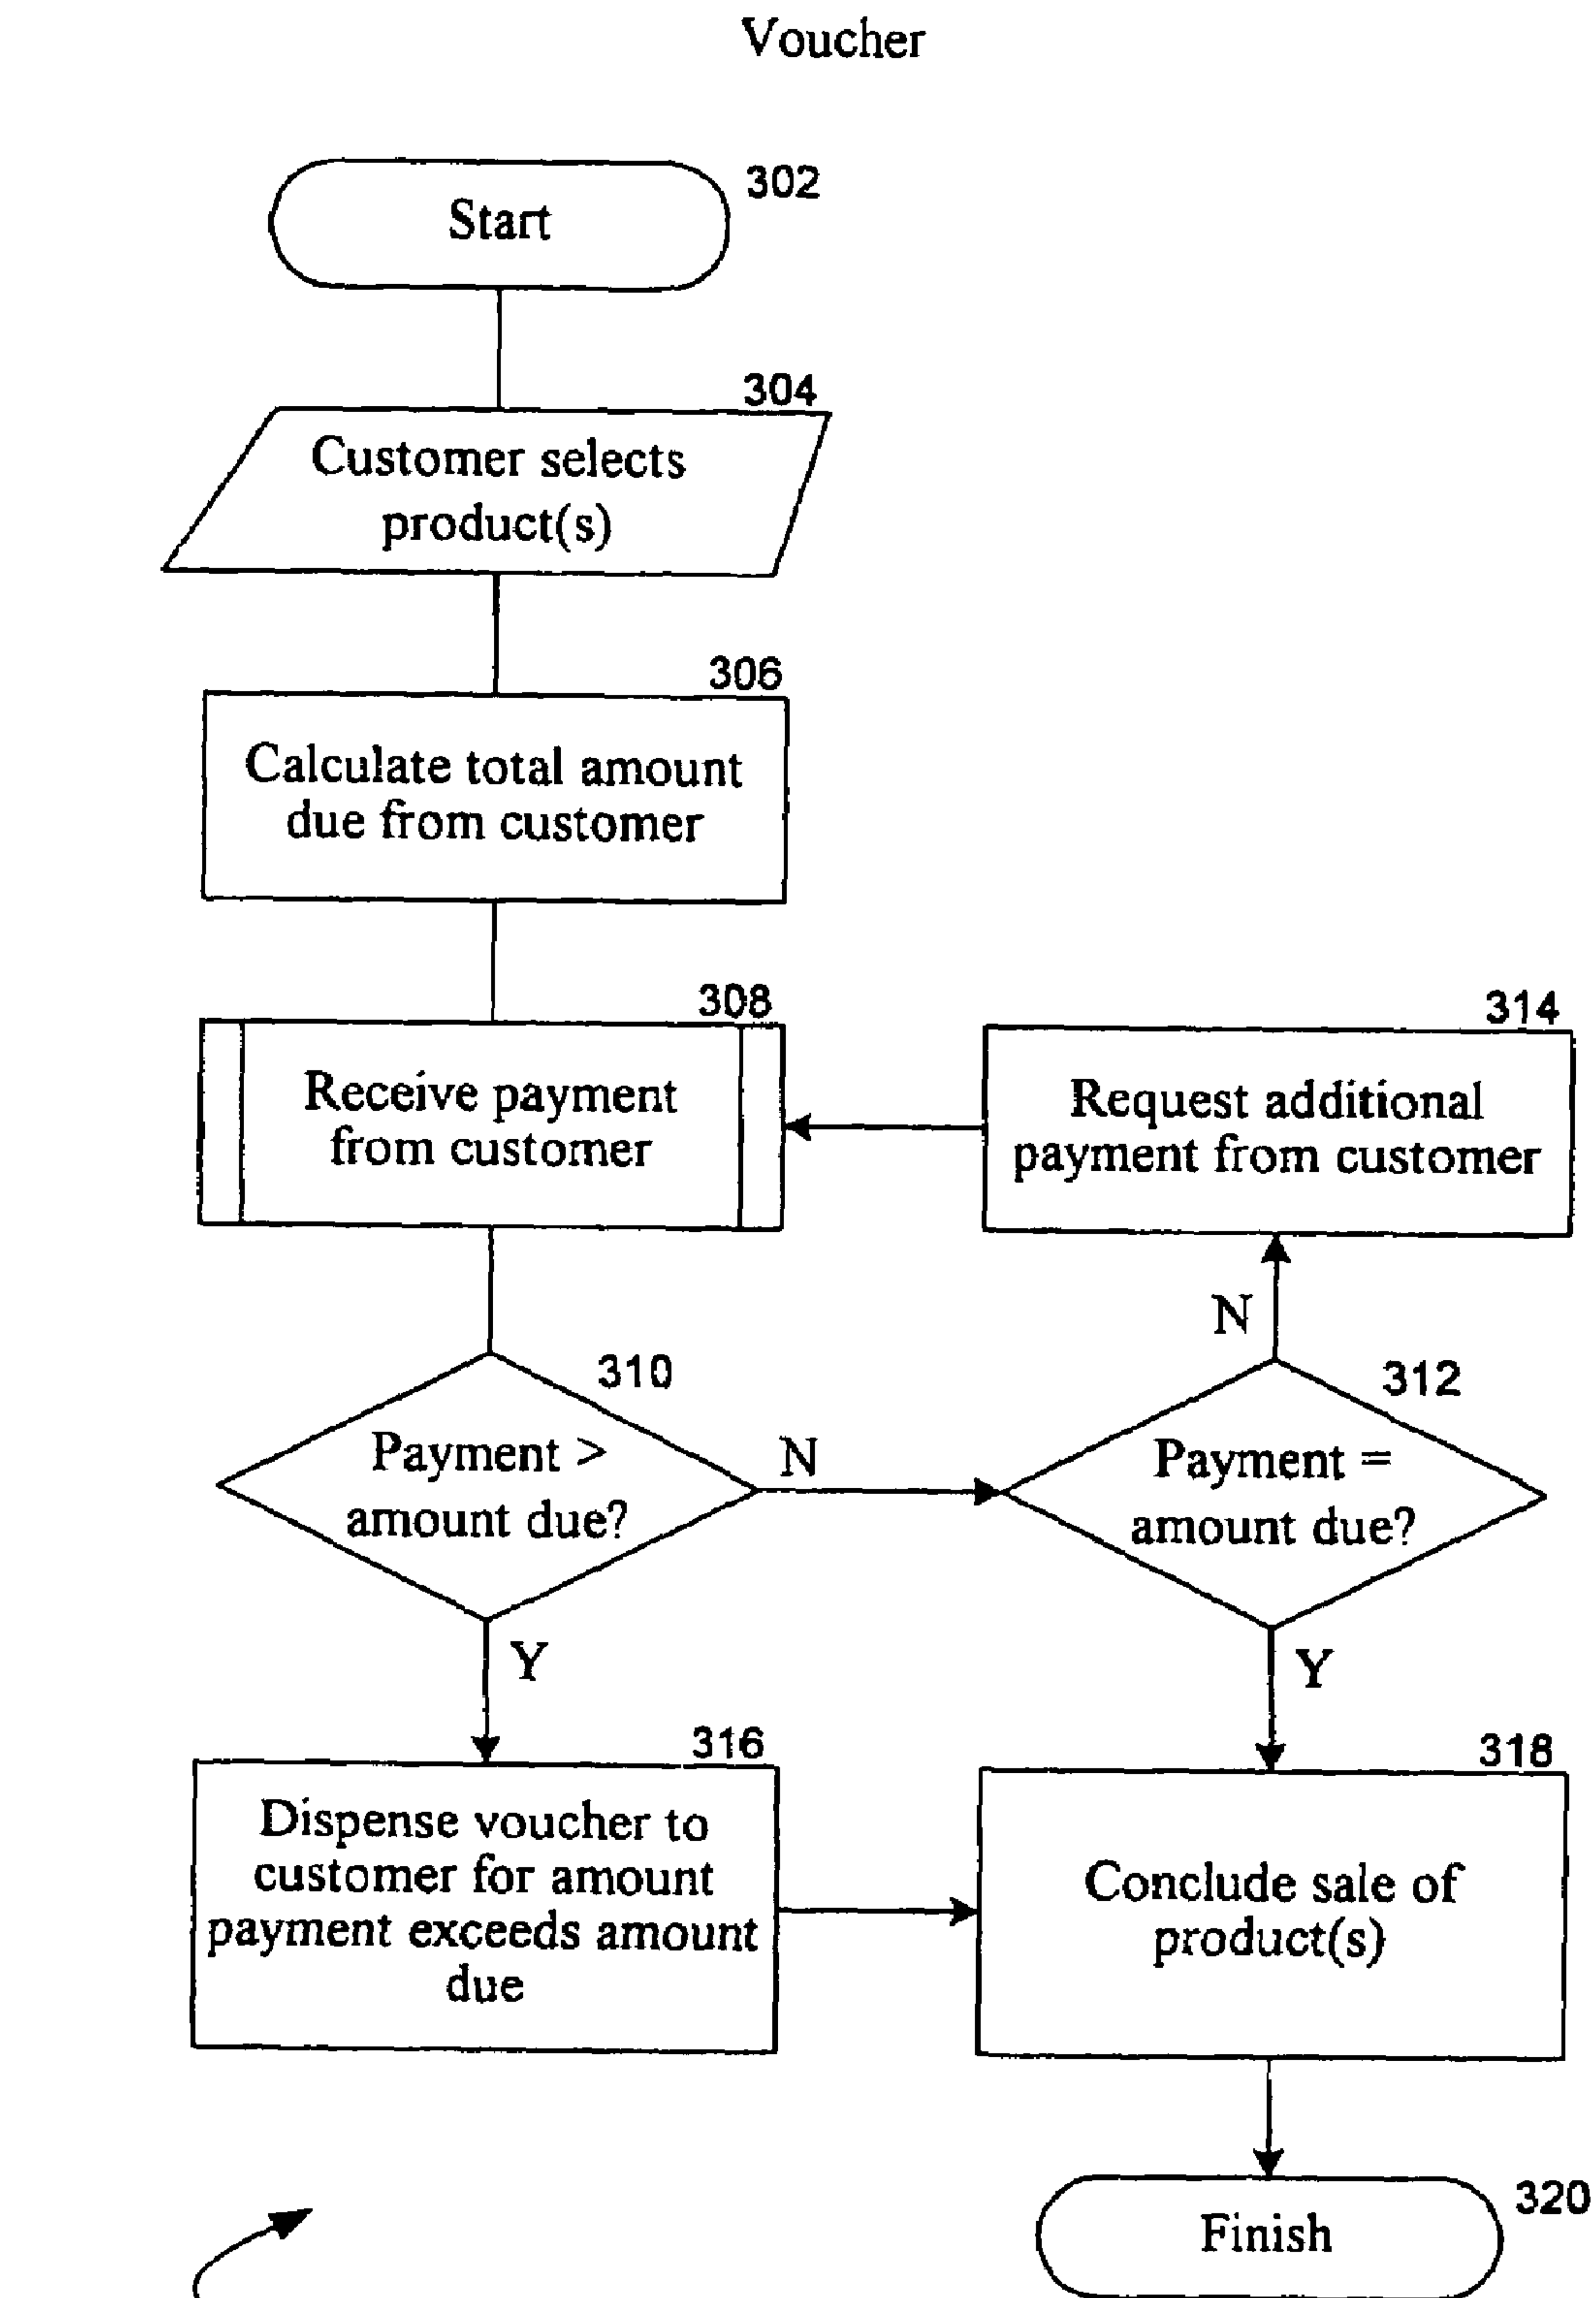 Voucher
302
Start
304
Customer selects
product(s)
306
Calculate total amount
due from customer
308
Receive payment
from customer
314
Request additional
payment from customer
N
310
Payment >
amount due?
N
312
Payment =
amount due?
Y
Y
316
Dispense voucher to
customer for amount
payment exceeds amount
due
318
Conclude sale of
product(s)
320
Finish